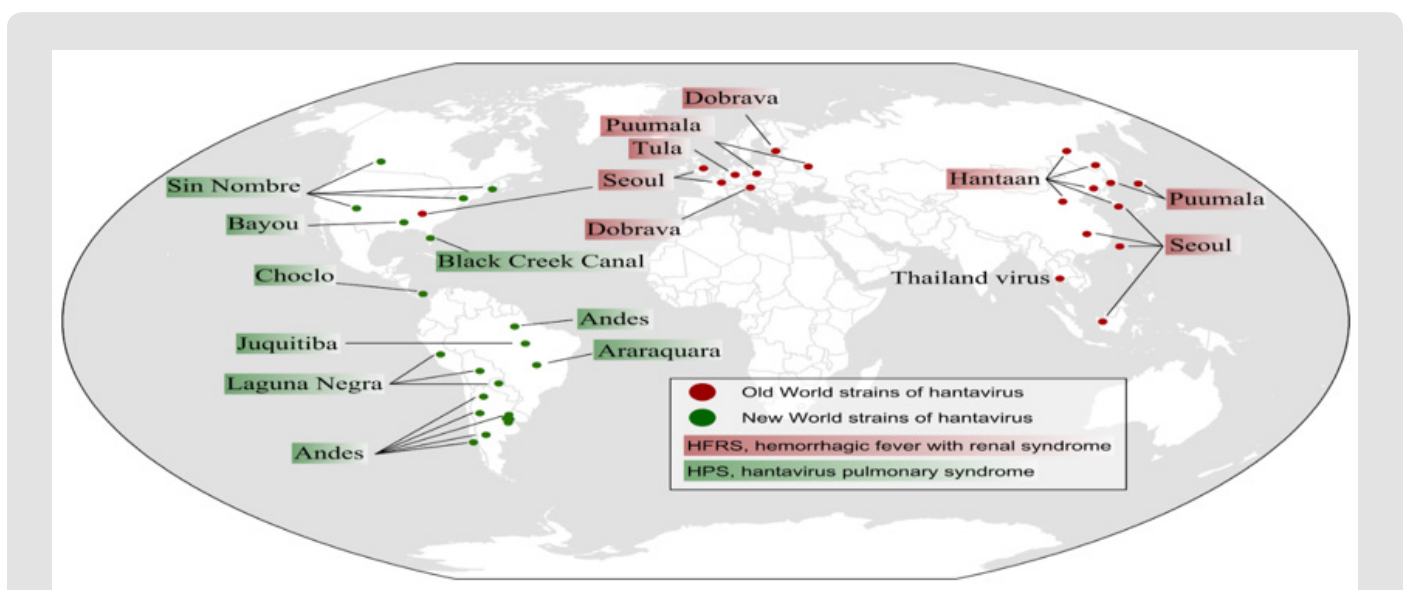 Dobrava
Puumala
Tula
Seoul
Dobrava
Hantaan
Puumala
Seoul
Thailand virus
Sin Nombre
Bayou
Black Creek Canal
Choclo
Andes
Juquitiba
Araraquara
Laguna Negra
Andes
Old World strains of hantavirus
New World strains of hantavirus
HFRS, hemorrhagic fever with renal syndrome
HPS, hantavirus pulmonary syndrome